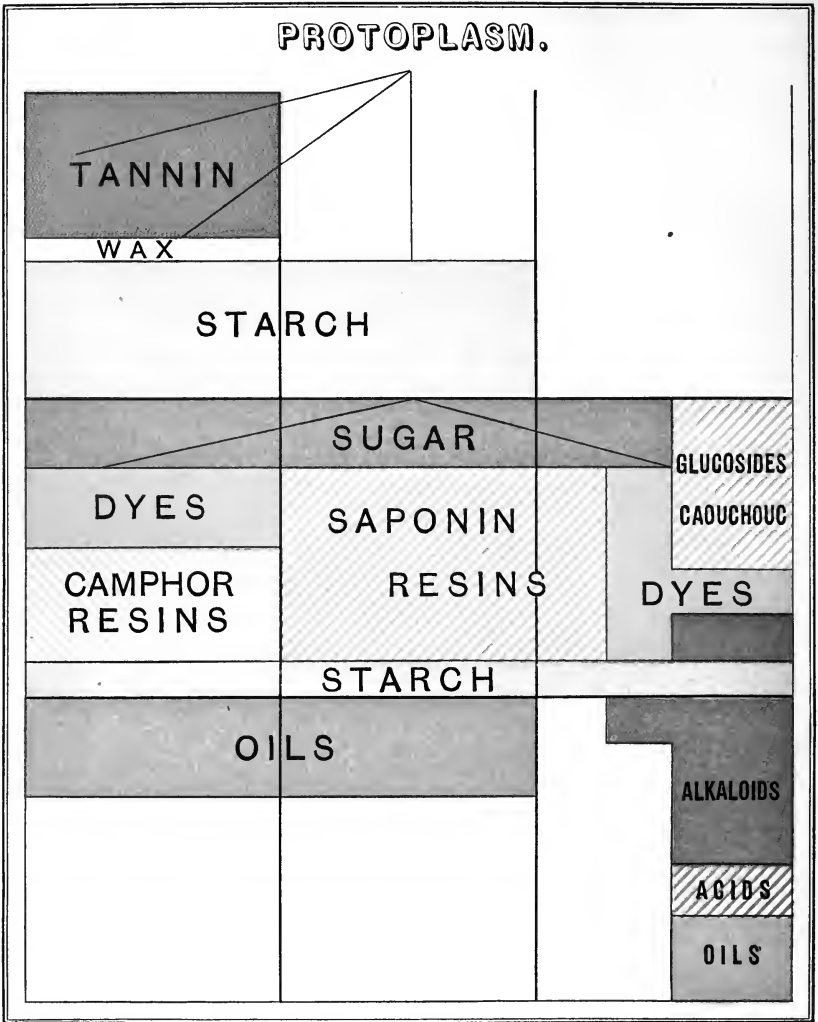 PROTOPLASM.
TANNIN
WAX
STARCH
SUGAR
GLUCOSIDES
CAOUCHOUC
DYES
SAPONIN
RESINS
CAMPHOR
RESINS
DYES
STARCH
OILS
ALKALOIDS
ACIDS
OILS